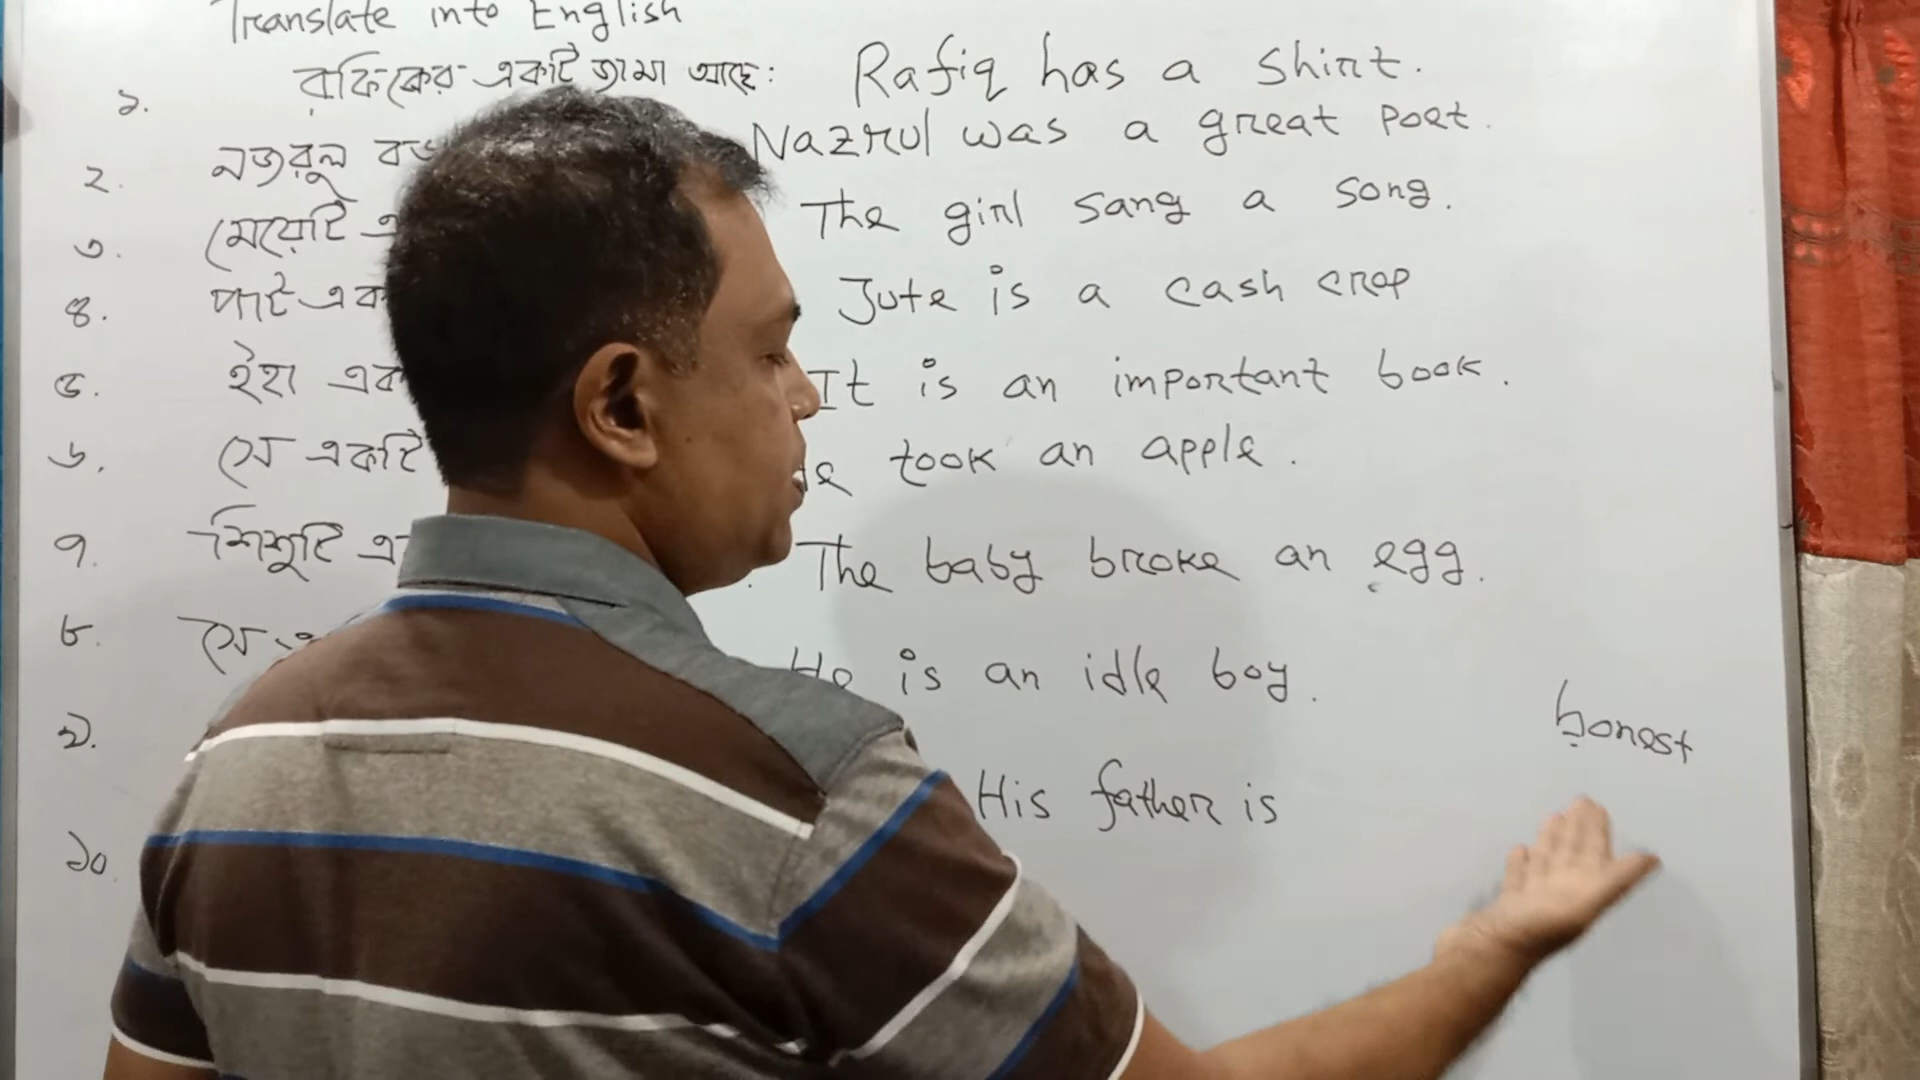 Translate into English
১. রফিকের একটি জামা আছে: Rafiq has a shirt.
২. নজরুল Nazrul was a great poet.
৩. মেয়েটি The girl sang a song.
৪. পাট এক Jute is a cash crop
৫. ইহা এক It is an important book.
৬. সে একটি took an apple.
৭. শিশুটি The baby broke an egg.
৮. সে He is an idle boy.
৯. His father is honest
১০